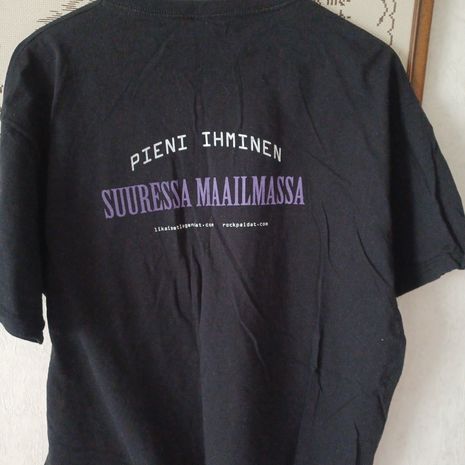 PIENI IHMINEN
SUURESSA MAAILMASSA
rockpaidat.com